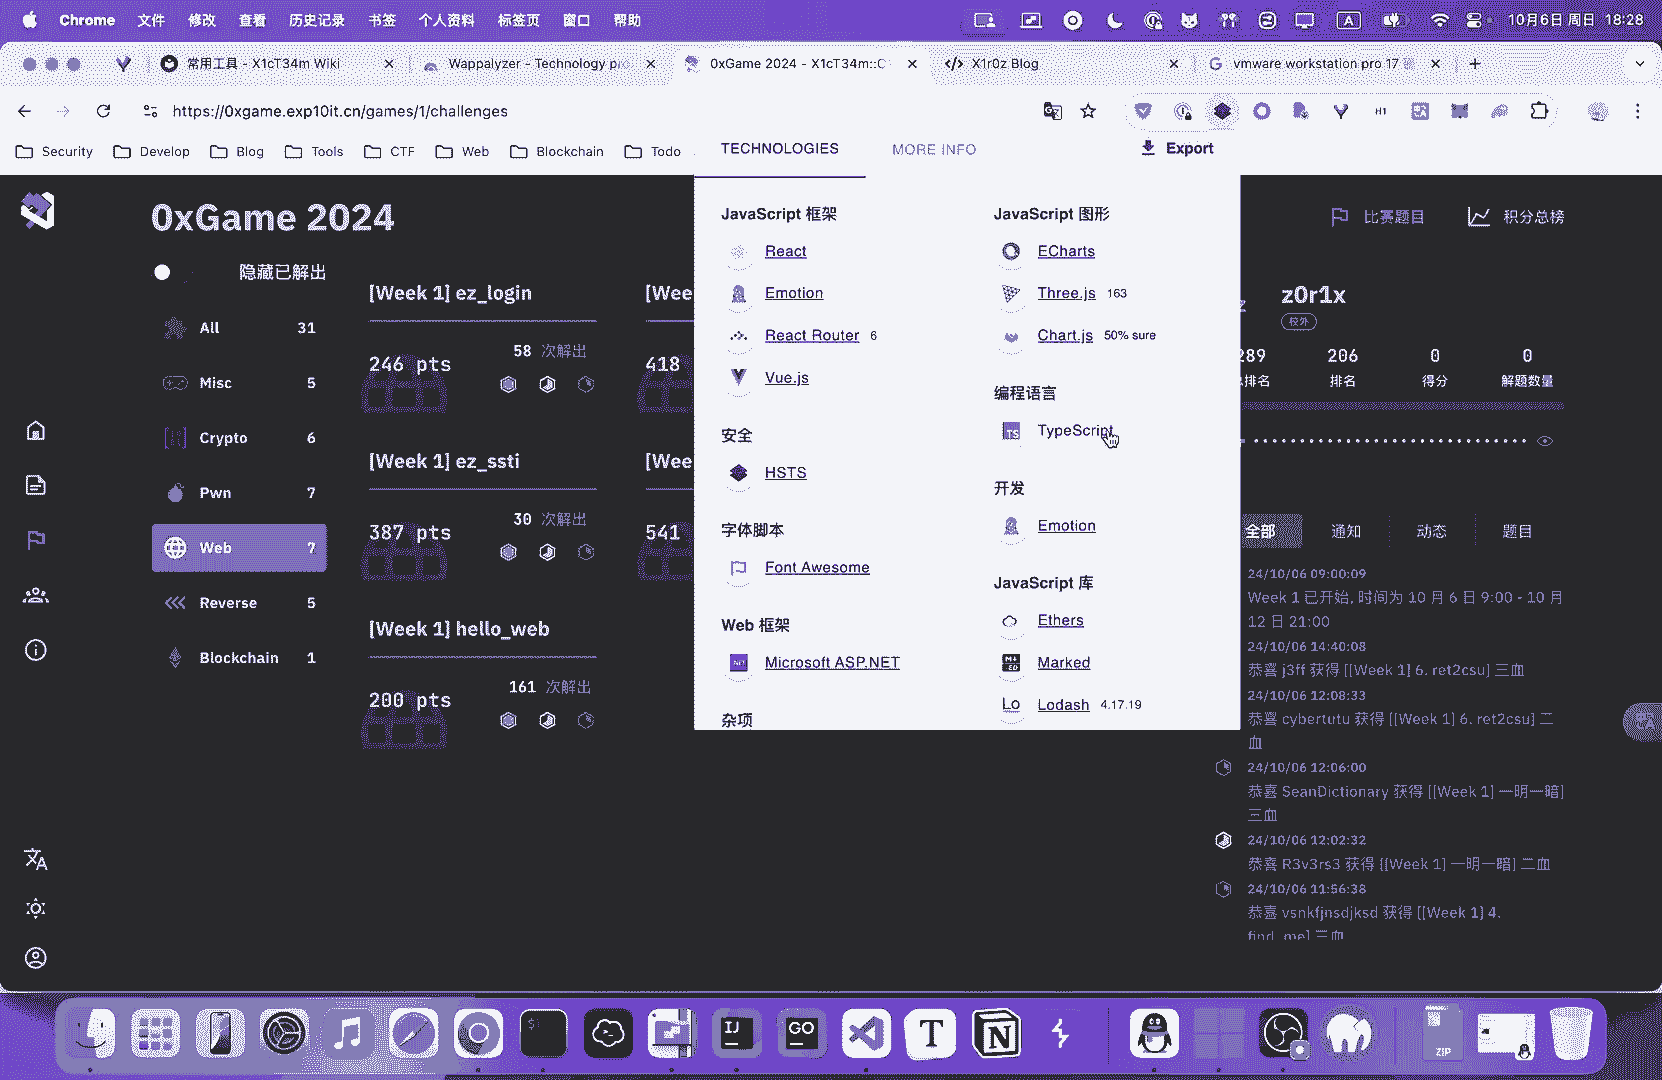 Chrome 文件 修改 查看 历史记录 书签 个人资料 标签页 窗口 帮助 A 10月6日 周日 18:28
常用工具 - X1cT34m Wiki
Wappalyzer - Technology pro
0xGame 2024 - X1cT34m::C
X1r0z Blog
vmware workstation pro 17
https://0xgame.exp10it.cn/games/1/challenges
Security Develop Blog Tools CTF Web Blockchain Todo
TECHNOLOGIES MORE INFO Export
0xGame 2024
隐藏已解出
All 31
Misc 5
Crypto 6
Pwn 7
Web 7
Reverse 5
Blockchain 1
[Week 1] ez_login
58 次解出
246 pts
[Week 1] ez_ssti
30 次解出
387 pts
[Week 1] hello_web
161 次解出
200 pts
[Wee
418
[Wee
541
JavaScript 框架
React
Emotion
React Router 6
Vue.js
安全
HSTS
字体脚本
Font Awesome
Web 框架
Microsoft ASP.NET
杂项
JavaScript 图形
ECharts
Three.js 163
Chart.js 50% sure
编程语言
TypeScript
开发
Emotion
JavaScript 库
Ethers
Marked
Lodash 4.17.19
比赛题目 积分总榜
z0r1x
校外
289 206 0 0
排名 排名 得分 解题数量
全部 通知 动态 题目
24/10/06 09:00:09
Week 1 已开始, 时间为 10 月 6 日 9:00 - 10 月
12 日 21:00
24/10/06 14:40:08
恭喜 j3ff 获得 [[Week 1] 6. ret2csu] 三血
24/10/06 12:08:33
恭喜 cybertutu 获得 [[Week 1] 6. ret2csu] 二
血
24/10/06 12:06:00
恭喜 SeanDictionary 获得 [[Week 1] 一明一暗]
三血
24/10/06 12:02:32
恭喜 R3v3rs3 获得 [[Week 1] 一明一暗] 二血
24/10/06 11:56:38
恭喜 vsnkfjnsdjksd 获得 [[Week 1] 4.
find_me] 三血
IJ GO T N ZIP